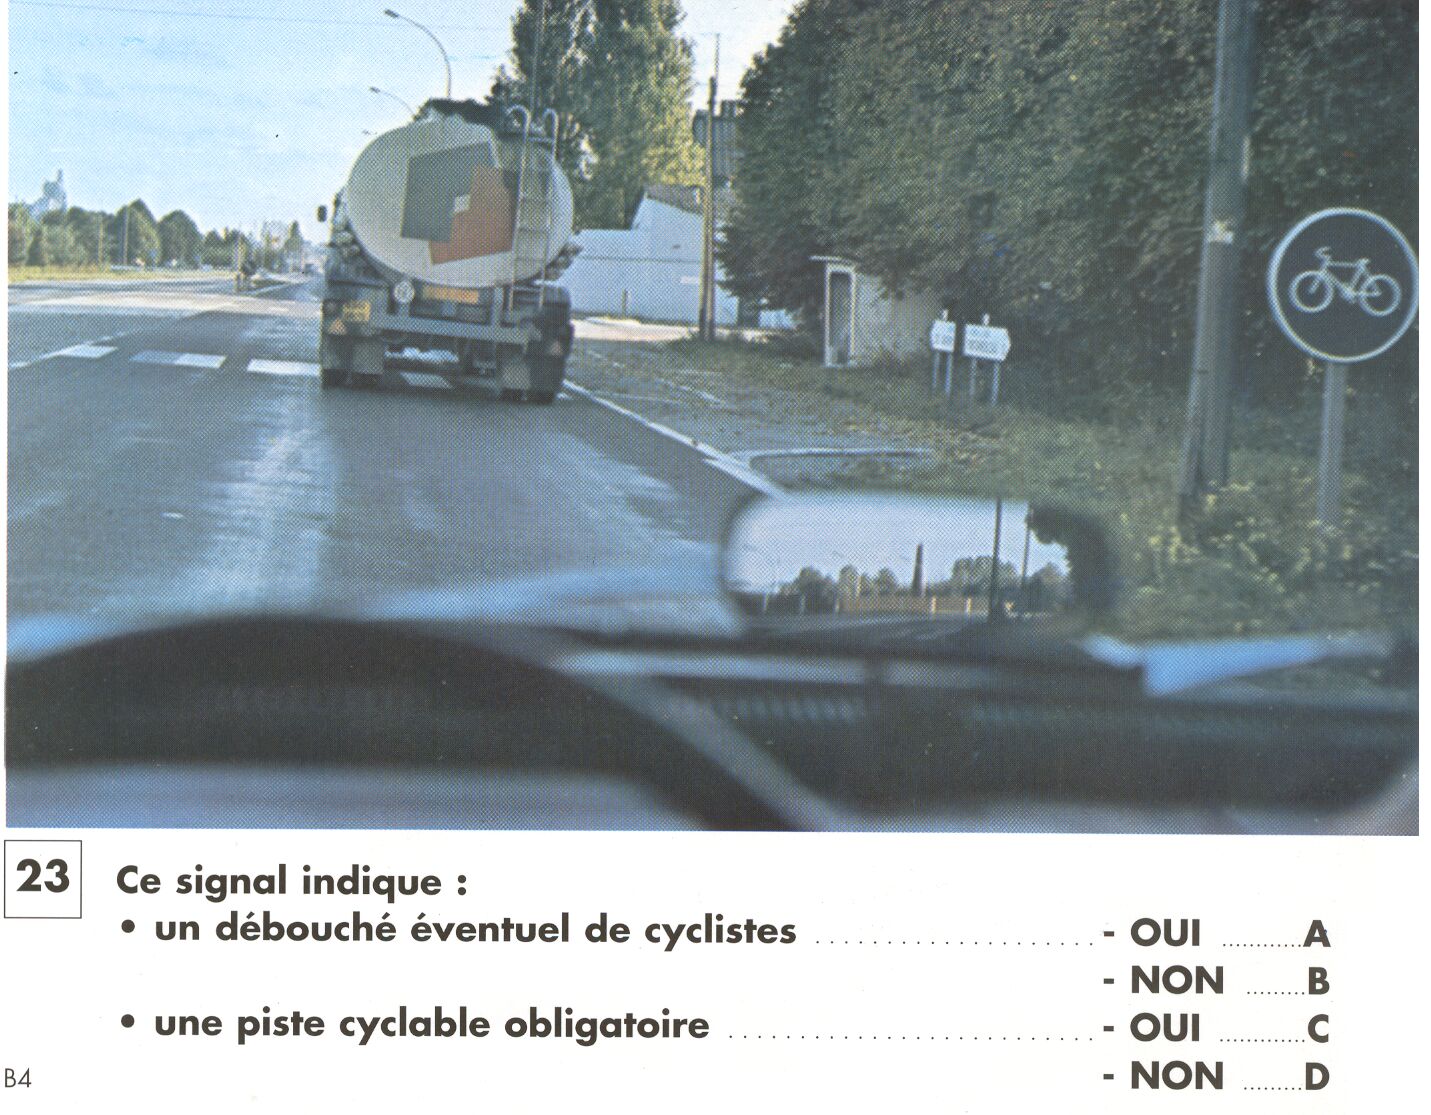 23
Ce signal indique :
• un débouché éventuel de cyclistes ........................ - OUI ............A
- NON .........B
• une piste cyclable obligatoire ............................... - OUI .............C
- NON ........D
B4